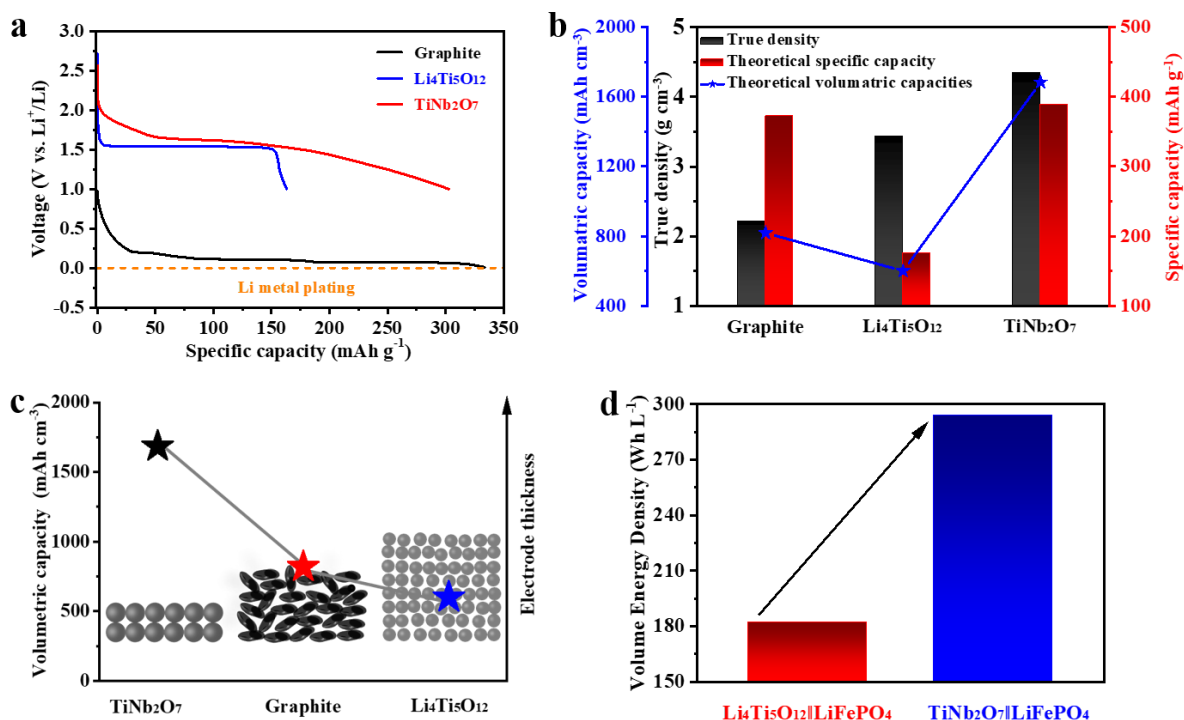 a
Voltage (V vs. Li⁺/Li)
3.0
2.5
2.0
1.5
1.0
0.5
0.0
-0.5
Graphite
Li₄Ti₅O₁₂
TiNb₂O₇
Li metal plating
0 50 100 150 200 250 300 350
Specific capacity (mAh g⁻¹)
b
Volumatric capacity (mAh cm⁻³)
2000
1600
1200
800
400
True density (g cm⁻³)
5
4
3
2
1
True density
Theoretical specific capacity
Theoretical volumatric capacities
500
400
300
200
100
Specific capacity (mAh g⁻¹)
Graphite Li₄Ti₅O₁₂ TiNb₂O₇
c
Volumetric capacity (mAh cm⁻³)
2000
1500
1000
500
0
Electrode thickness
TiNb₂O₇ Graphite Li₄Ti₅O₁₂
d
Volume Energy Density (Wh L⁻¹)
300
270
240
210
180
150
Li₄Ti₅O₁₂||LiFePO₄ TiNb₂O₇||LiFePO₄